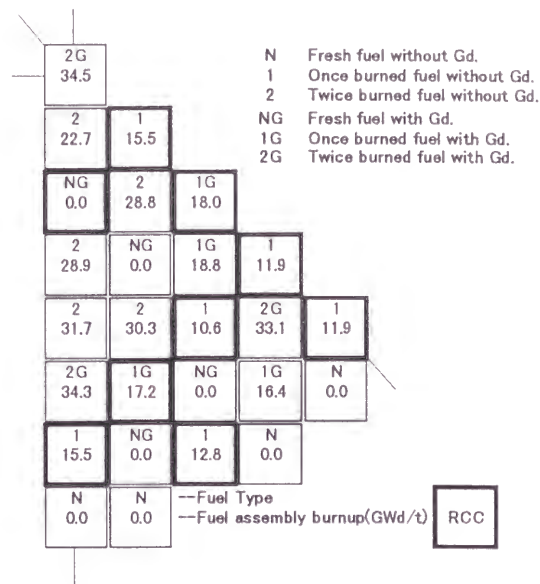 2G N Fresh fuel without Gd.
34.5 1 Once burned fuel without Gd.
2 Twice burned fuel without Gd.
2 1 NG Fresh fuel with Gd.
22.7 15.5 1G Once burned fuel with Gd.
2G Twice burned fuel with Gd.
NG 2 1G
0.0 28.8 18.0
2 NG 1G 1
28.9 0.0 18.8 11.9
2 2 1 2G 1
31.7 30.3 10.6 33.1 11.9
2G 1G NG 1G N
34.3 17.2 0.0 16.4 0.0
1 NG 1 N
15.5 0.0 12.8 0.0
N N --Fuel Type
0.0 0.0 --Fuel assembly burnup(GWd/t) RCC